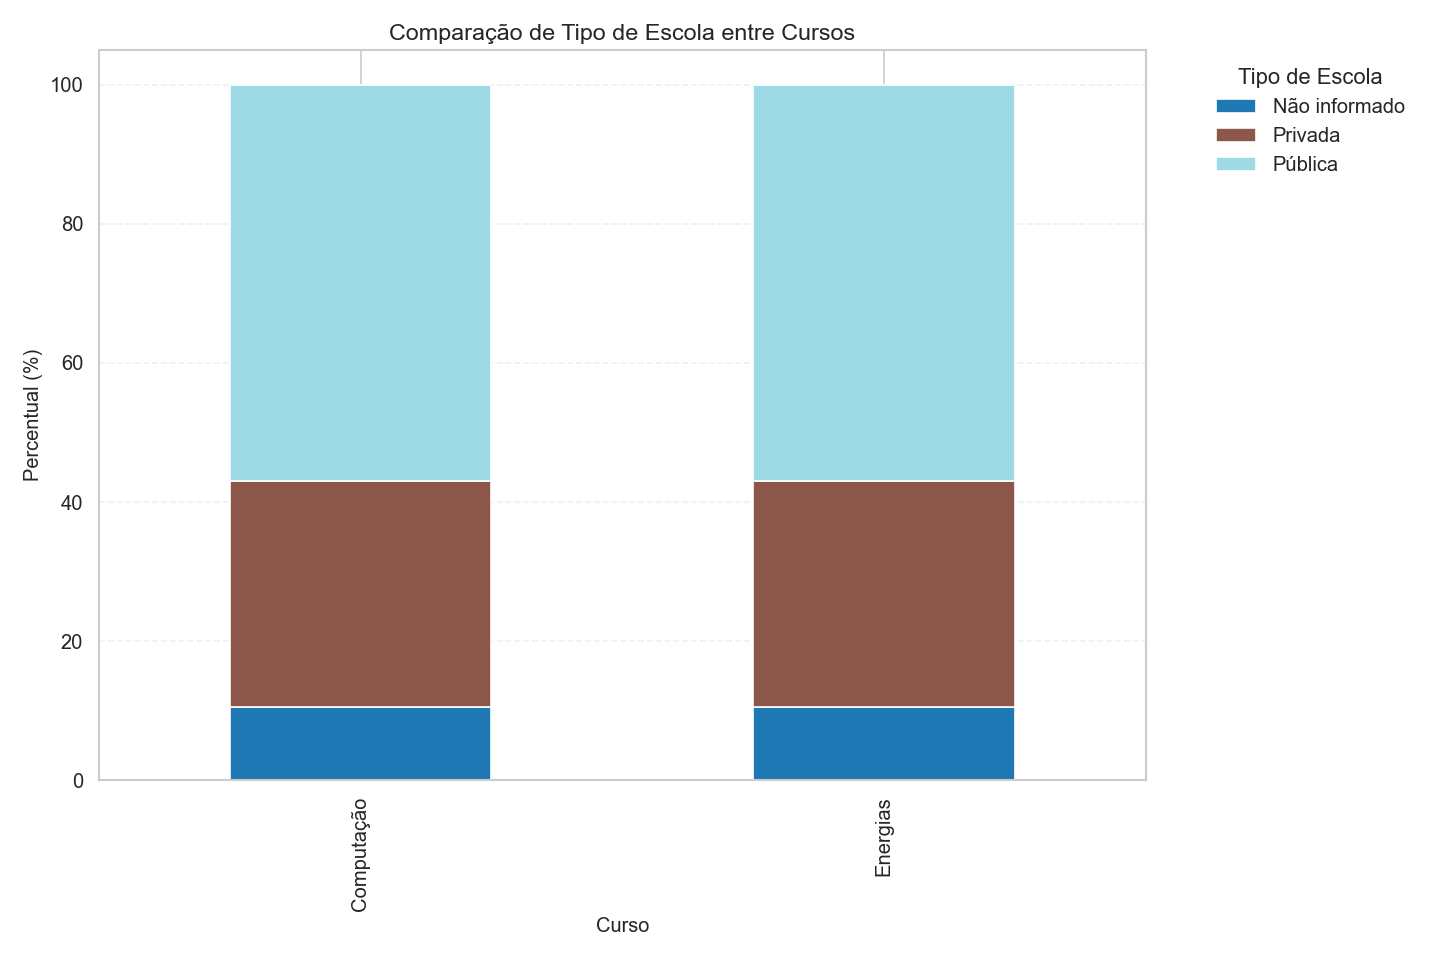 Comparação de Tipo de Escola entre Cursos
Tipo de Escola
Não informado
Privada
Pública
Percentual (%)
100
80
60
40
20
0
Computação
Energias
Curso